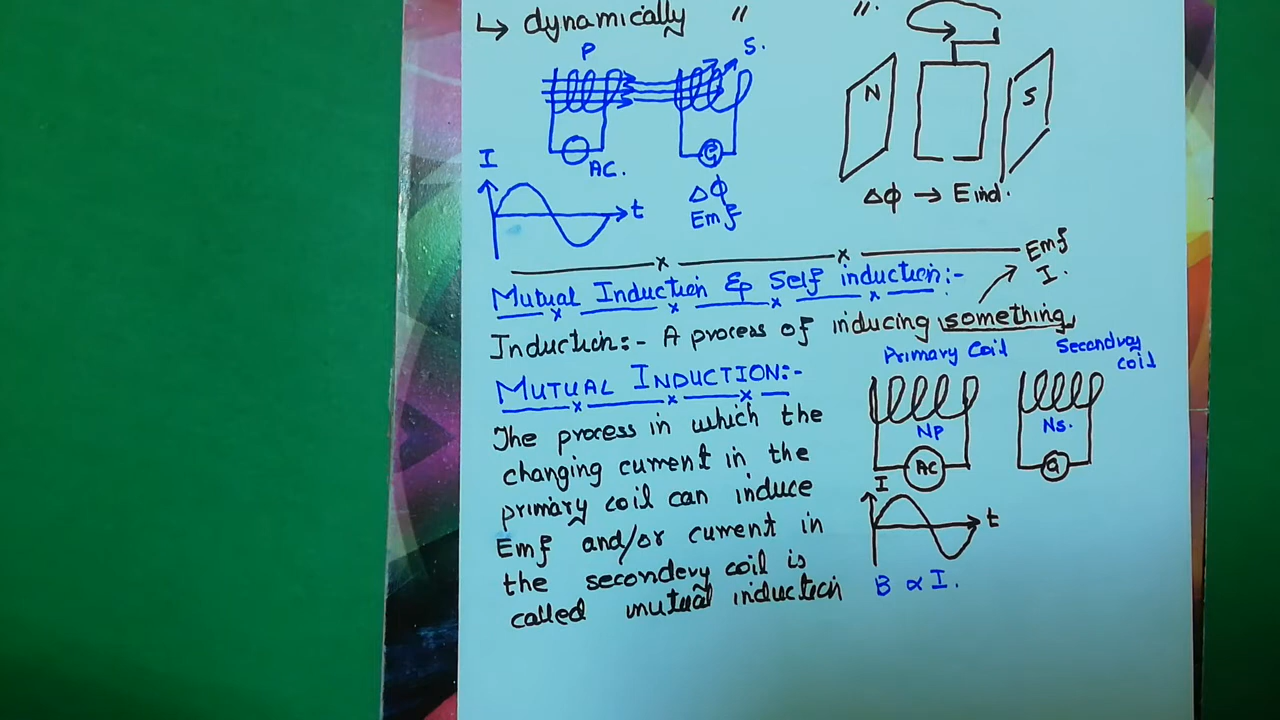 ↳ dynamically " ".
P S.
N S
AC. G
I
t
Δϕ
Emf
Δϕ → Eind.
Emf
I.
Mutual Induction & Self induction:-
Induction:- A process of inducing something
Primary Coil Secondary coil
MUTUAL INDUCTION:-
Np Ns.
AC G
The process in which the
changing current in the
primary coil can induce
Emf and/or current in
the secondery coil is
called mutual induction
I
t
B ∝ I.